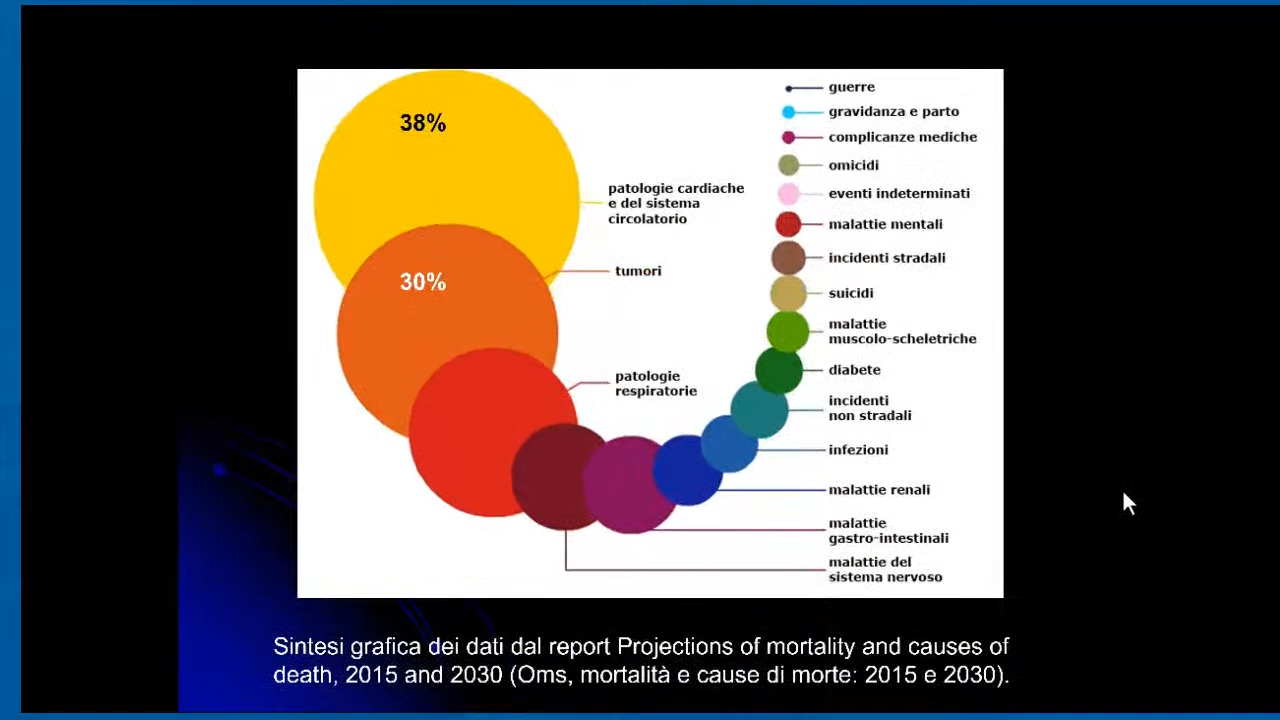 38%
patologie cardiache
e del sistema
circolatorio
30%
tumori
patologie
respiratorie
guerre
gravidanza e parto
complicanze mediche
omicidi
eventi indeterminati
malattie mentali
incidenti stradali
suicidi
malattie
muscolo-scheletriche
diabete
incidenti
non stradali
infezioni
malattie renali
malattie
gastro-intestinali
malattie del
sistema nervoso
Sintesi grafica dei dati dal report Projections of mortality and causes of
death, 2015 and 2030 (Oms, mortalità e cause di morte: 2015 e 2030).